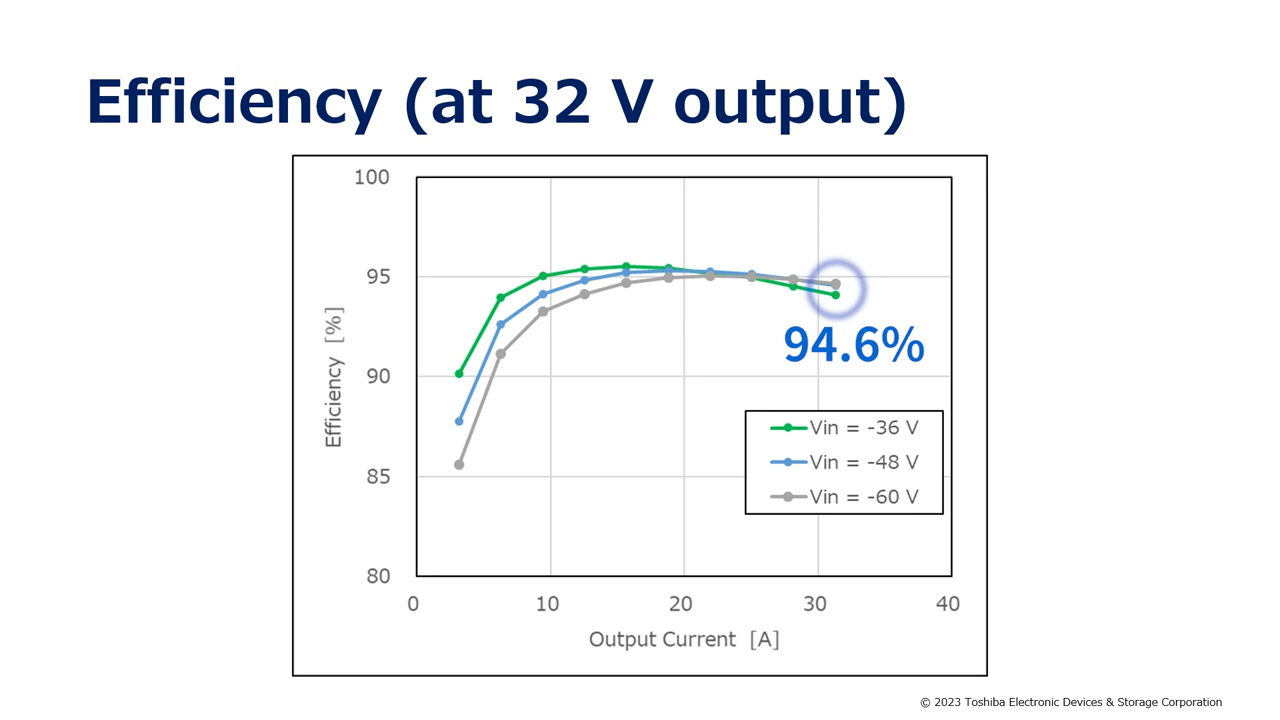 Efficiency (at 32 V output)
100
95
90
85
80
Efficiency [%]
94.6%
Vin = -36 V
Vin = -48 V
Vin = -60 V
0 10 20 30 40
Output Current [A]
© 2023 Toshiba Electronic Devices & Storage Corporation